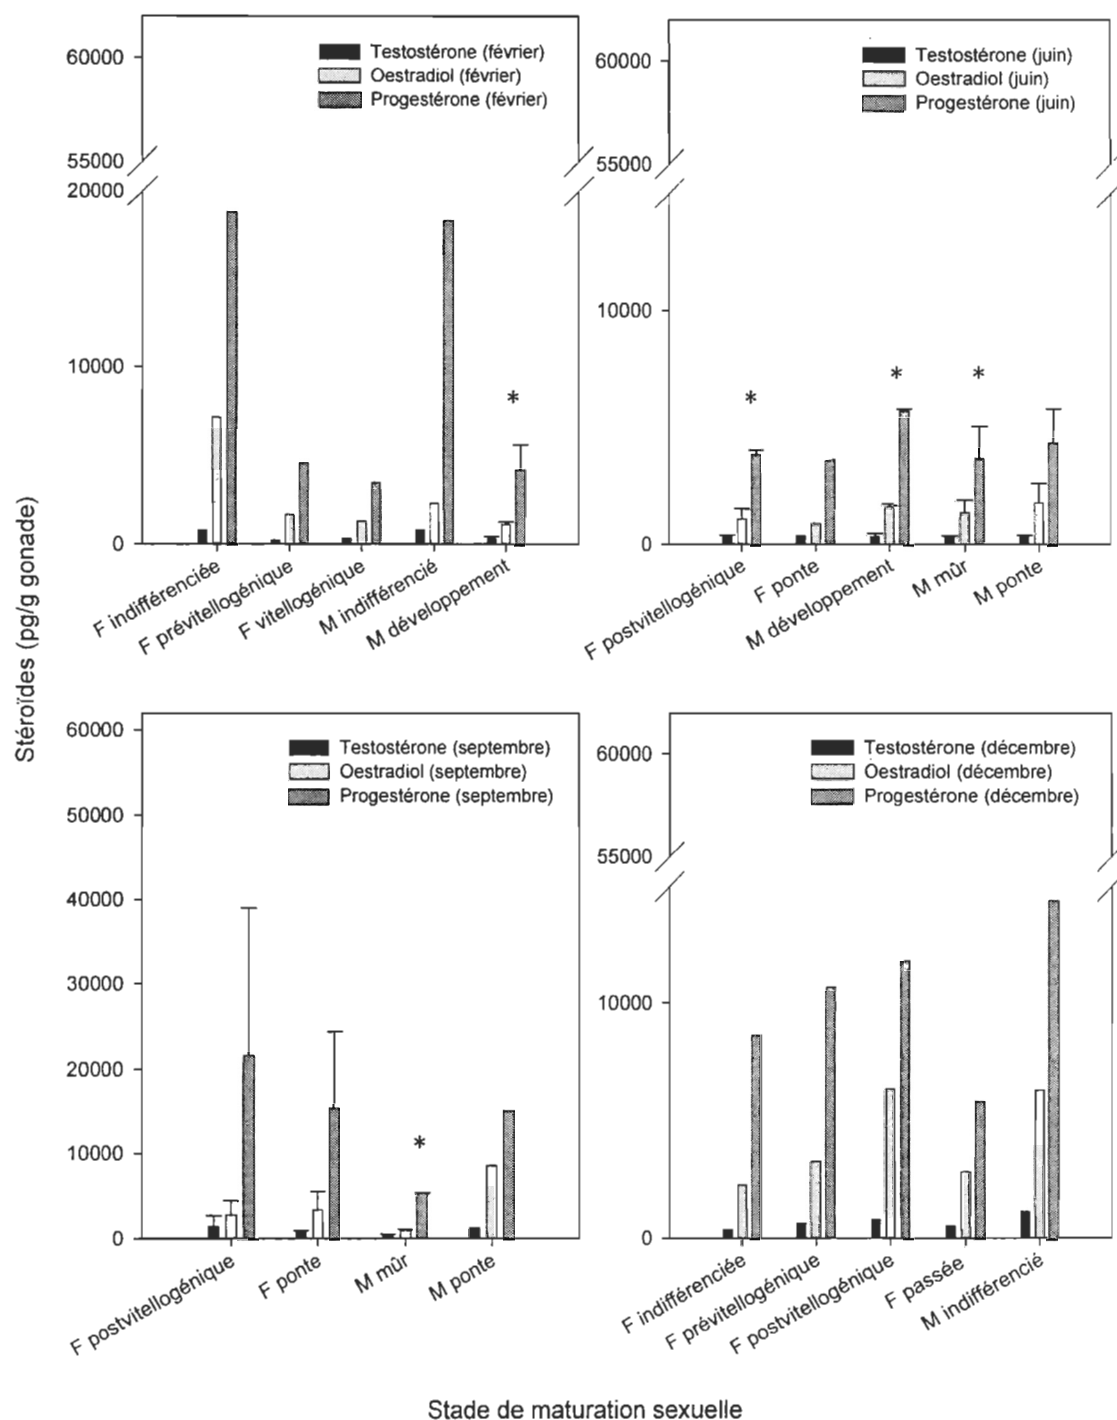 Stéroïdes (pg/g gonade)
60000
55000
20000
10000
0
Testostérone (février)
Oestradiol (février)
Progestérone (février)
*
F indifférenciée
F prévitellogénique
F vitellogénique
M indifférencié
M développement
60000
55000
10000
0
Testostérone (juin)
Oestradiol (juin)
Progestérone (juin)
*
*
*
F postvitellogénique
F ponte
M développement
M mûr
M ponte
60000
50000
40000
30000
20000
10000
0
Testostérone (septembre)
Oestradiol (septembre)
Progestérone (septembre)
*
F postvitellogénique
F ponte
M mûr
M ponte
60000
55000
10000
0
Testostérone (décembre)
Oestradiol (décembre)
Progestérone (décembre)
F indifférenciée
F prévitellogénique
F postvitellogénique
F passée
M indifférencié
Stade de maturation sexuelle